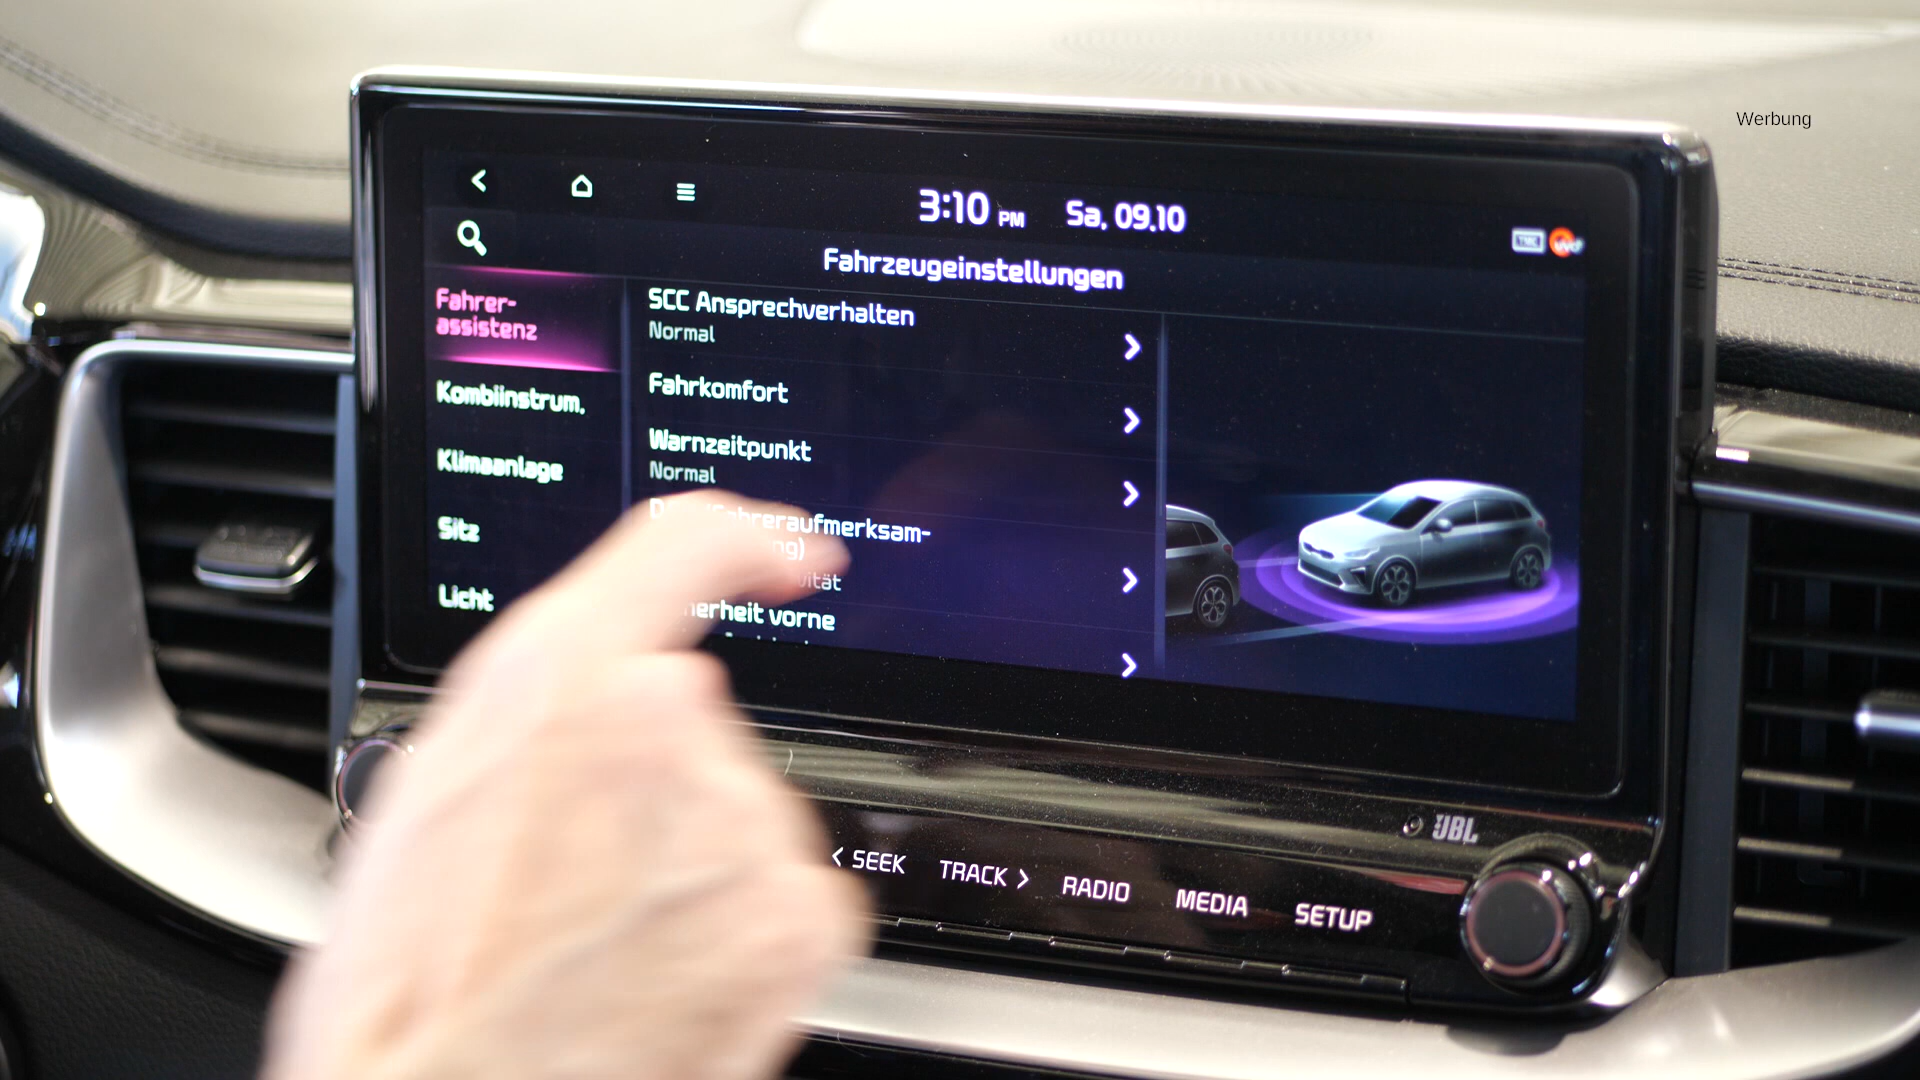 Werbung
3:10 PM Sa, 09.10
Fahrzeugeinstellungen
Fahrer-
assistenz
Kombiinstrum.
Klimaanlage
Sitz
Licht
SCC Ansprechverhalten
Normal
Fahrkomfort
Warnzeitpunkt
Normal
vorne
JBL
< SEEK TRACK > RADIO MEDIA SETUP